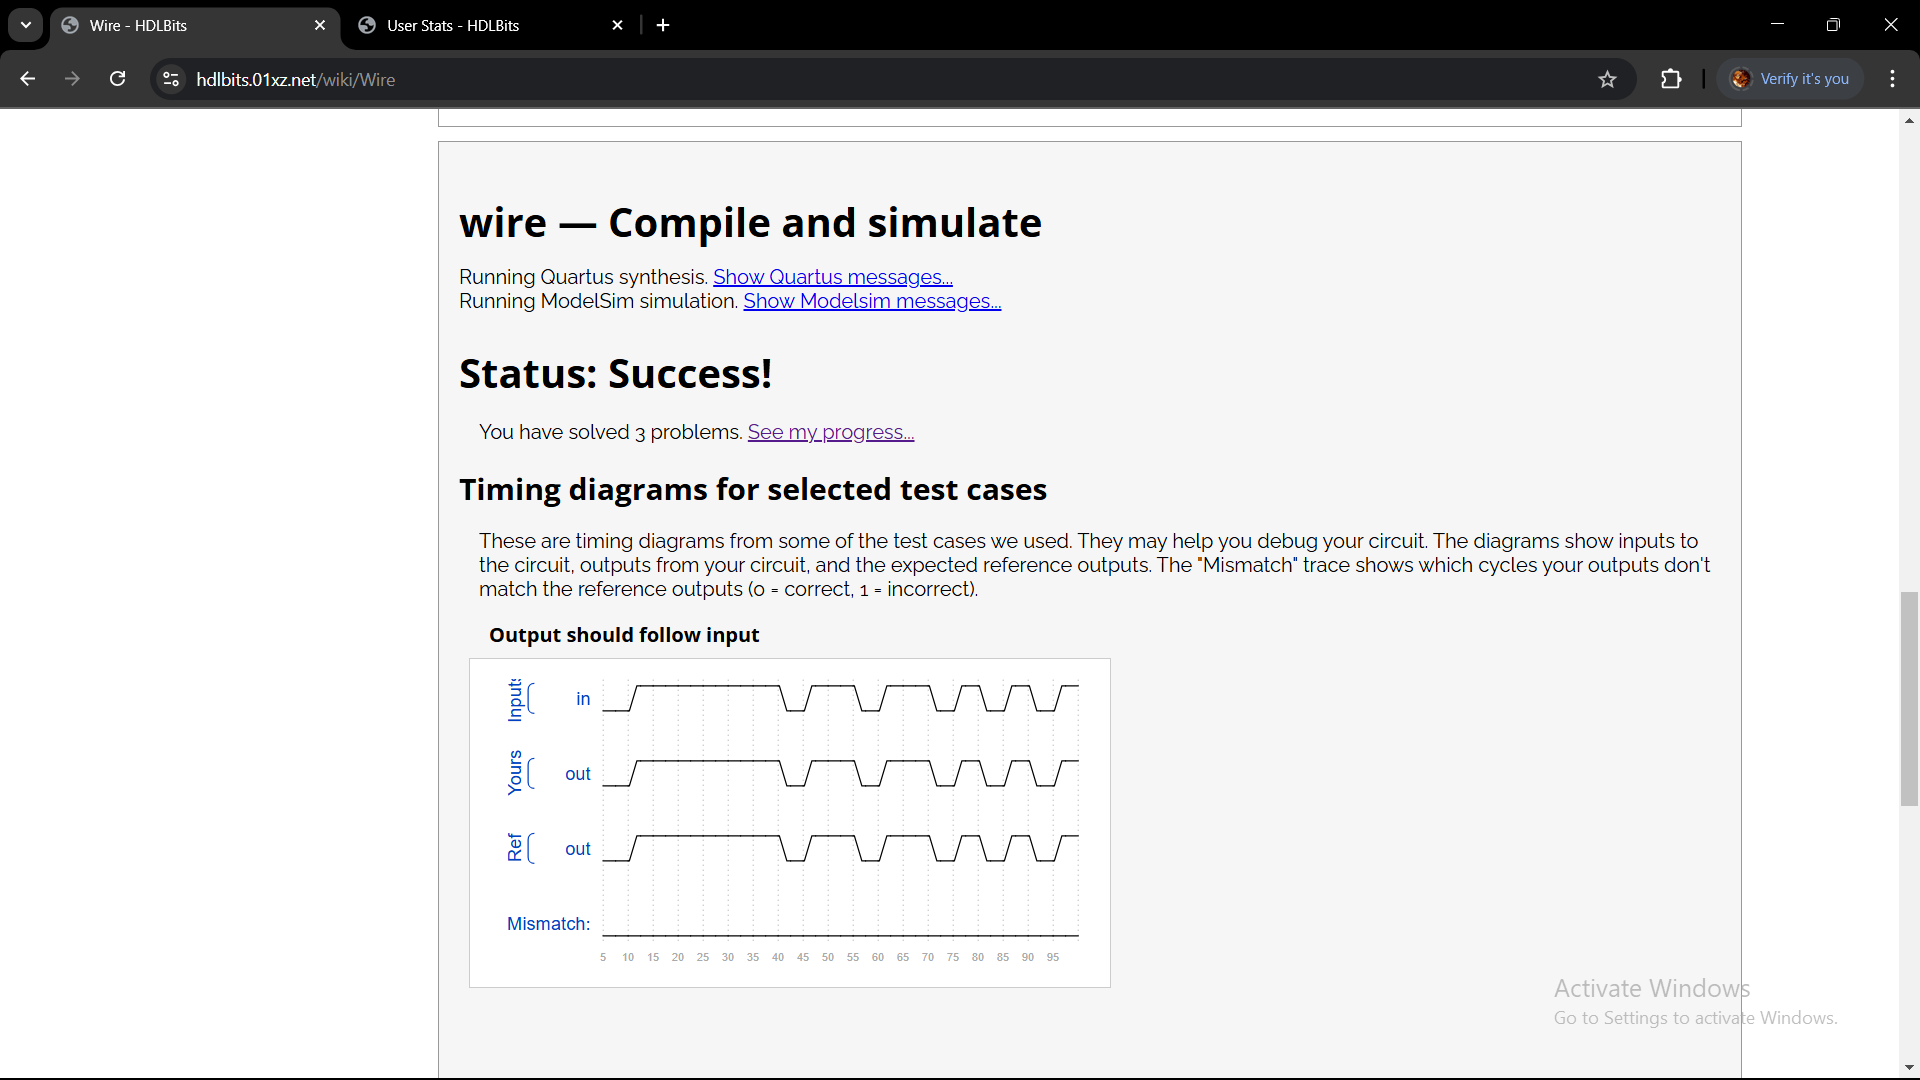 Wire - HDLBits
User Stats - HDLBits
hdlbits.01xz.net/wiki/Wire
Verify it's you
wire — Compile and simulate
Running Quartus synthesis. Show Quartus messages...
Running ModelSim simulation. Show Modelsim messages...
Status: Success!
You have solved 3 problems. See my progress...
Timing diagrams for selected test cases
These are timing diagrams from some of the test cases we used. They may help you debug your circuit. The diagrams show inputs to
the circuit, outputs from your circuit, and the expected reference outputs. The "Mismatch" trace shows which cycles your outputs don't
match the reference outputs (0 = correct, 1 = incorrect).
Output should follow input
Inputs
in
Yours
out
Ref
out
Mismatch:
5 10 15 20 25 30 35 40 45 50 55 60 65 70 75 80 85 90 95
Activate Windows
Go to Settings to activate Windows.